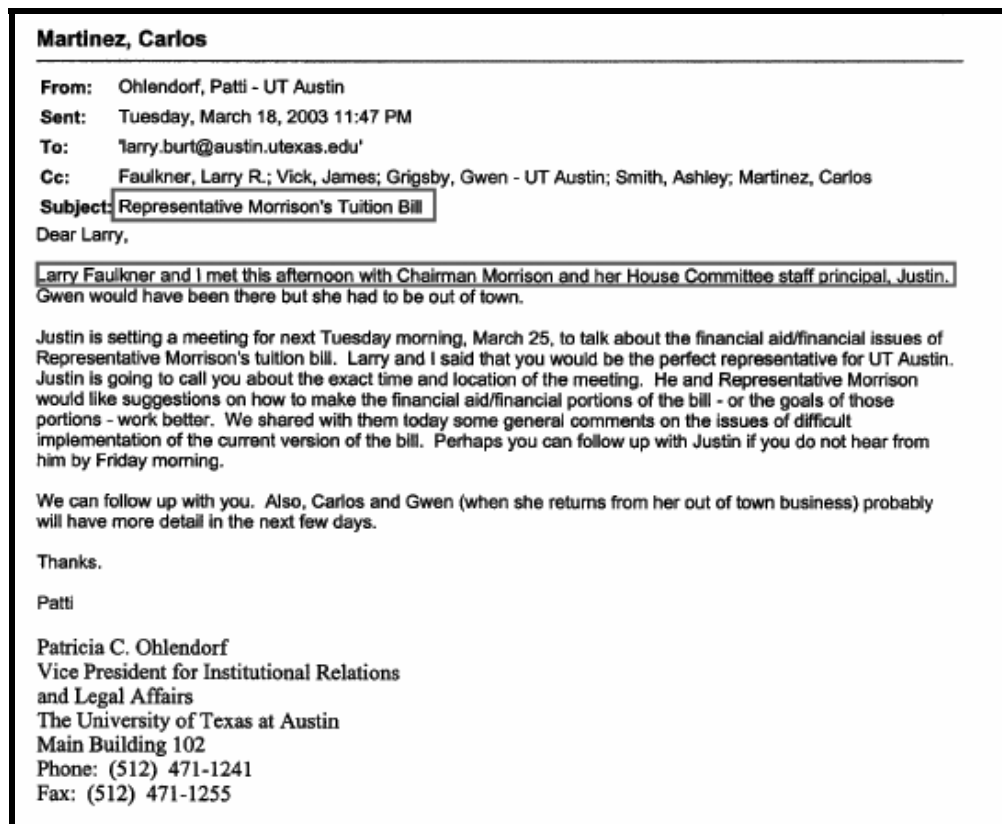 Martinez, Carlos
From: Ohlendorf, Patti - UT Austin
Sent: Tuesday, March 18, 2003 11:47 PM
To: 'larry.burt@austin.utexas.edu'
Cc: Faulkner, Larry R.; Vick, James; Grigsby, Gwen - UT Austin; Smith, Ashley; Martinez, Carlos
Subject: Representative Morrison's Tuition Bill
Dear Larry,
Larry Faulkner and I met this afternoon with Chairman Morrison and her House Committee staff principal, Justin.
Gwen would have been there but she had to be out of town.
Justin is setting a meeting for next Tuesday morning, March 25, to talk about the financial aid/financial issues of
Representative Morrison's tuition bill. Larry and I said that you would be the perfect representative for UT Austin.
Justin is going to call you about the exact time and location of the meeting. He and Representative Morrison
would like suggestions on how to make the financial aid/financial portions of the bill - or the goals of those
portions - work better. We shared with them today some general comments on the issues of difficult
implementation of the current version of the bill. Perhaps you can follow up with Justin if you do not hear from
him by Friday morning.
We can follow up with you. Also, Carlos and Gwen (when she returns from her out of town business) probably
will have more detail in the next few days.
Thanks.
Patti
Patricia C. Ohlendorf
Vice President for Institutional Relations
and Legal Affairs
The University of Texas at Austin
Main Building 102
Phone: (512) 471-1241
Fax: (512) 471-1255